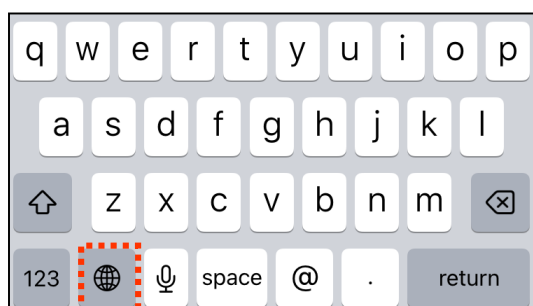 q w e r t y u i o p
a s d f g h j k l
z x c v b n m
123 space @ . return